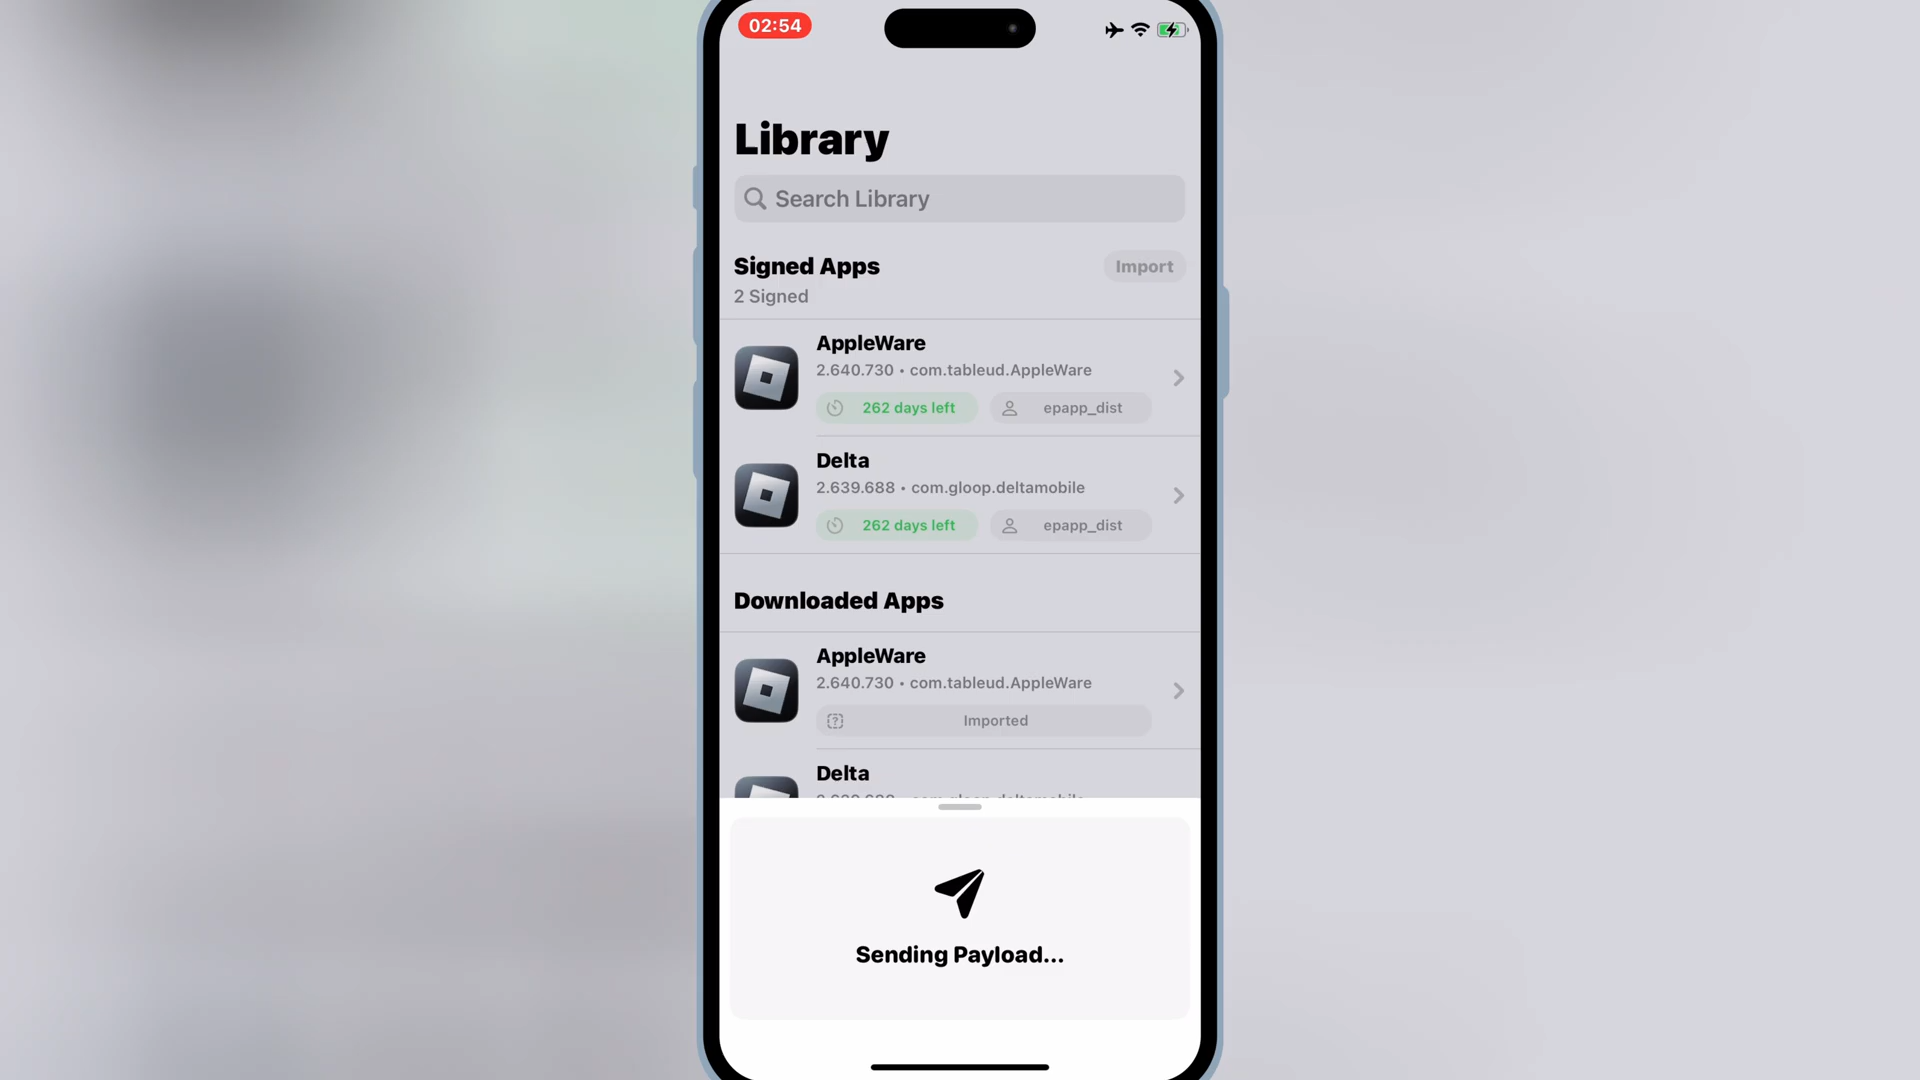 02:54
Library
Search Library
Signed Apps
Import
2 Signed
AppleWare
2.640.730 • com.tableud.AppleWare
262 days left
epapp_dist
Delta
2.639.688 • com.gloop.deltamobile
262 days left
epapp_dist
Downloaded Apps
AppleWare
2.640.730 • com.tableud.AppleWare
Imported
Delta
Sending Payload...